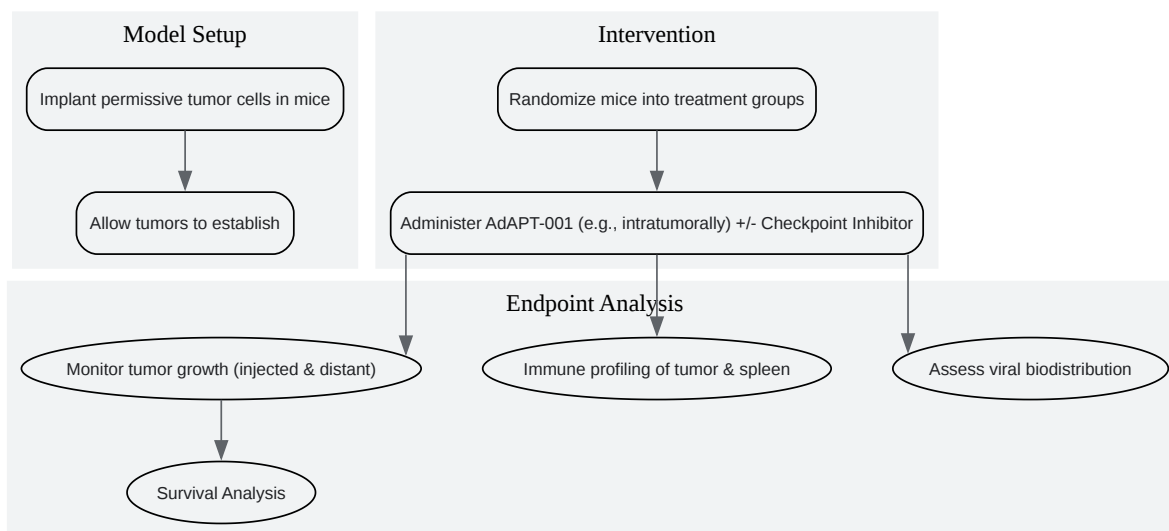 Model Setup
Implant permissive tumor cells in mice
Allow tumors to establish
Intervention
Randomize mice into treatment groups
Administer AdAPT-001 (e.g., intratumorally) +/- Checkpoint Inhibitor
Endpoint Analysis
Monitor tumor growth (injected & distant)
Immune profiling of tumor & spleen
Assess viral biodistribution
Survival Analysis